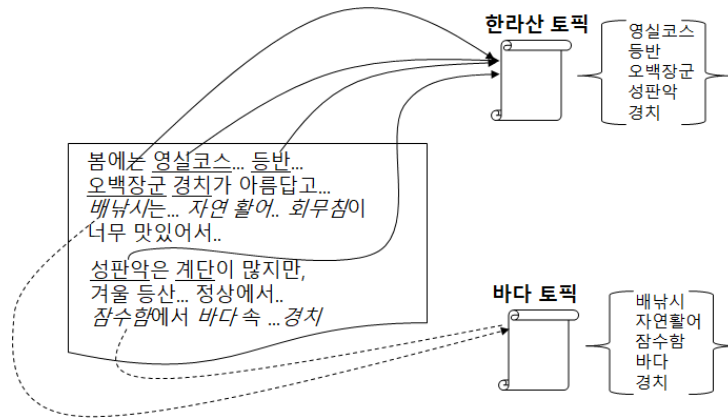 한라산 토픽
영실코스
등반
오백장군
성판악
경치
봄에는 영실코스... 등반...
오백장군 경치가 아름답고...
배낚시는... 자연 활어.. 회무침이
너무 맛있어서..
성판악은 계단이 많지만,
겨울 등산... 정상에서..
잠수함에서 바다 속 ...경치
바다 토픽
배낚시
자연활어
잠수함
바다
경치